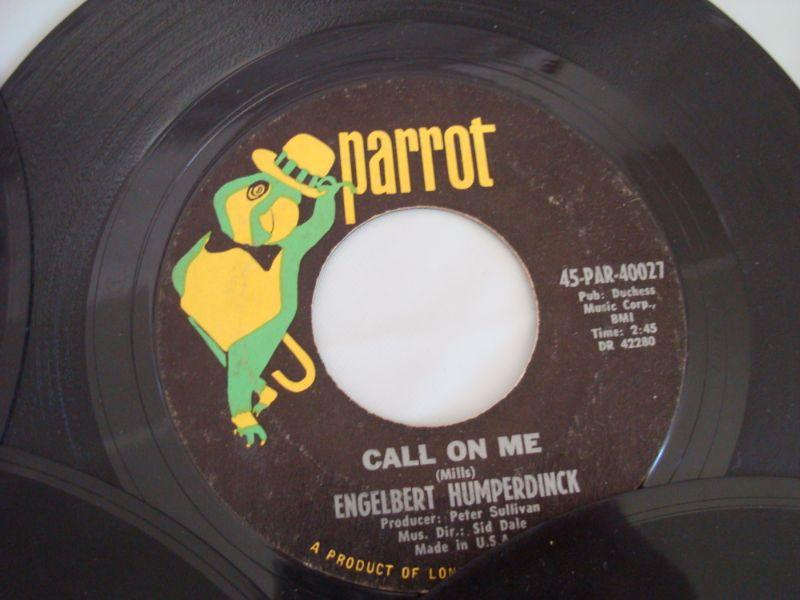 parrot
45-PAR-40027
Pub: Duchess
Music Corp.,
BMI
Time: 2:45
DR 42280
CALL ON ME
(Mills)
ENGELBERT HUMPERDINCK
Producer: Peter Sullivan
Mus. Dir.: Sid Dale
Made in U.S.A
A PRODUCT OF LON